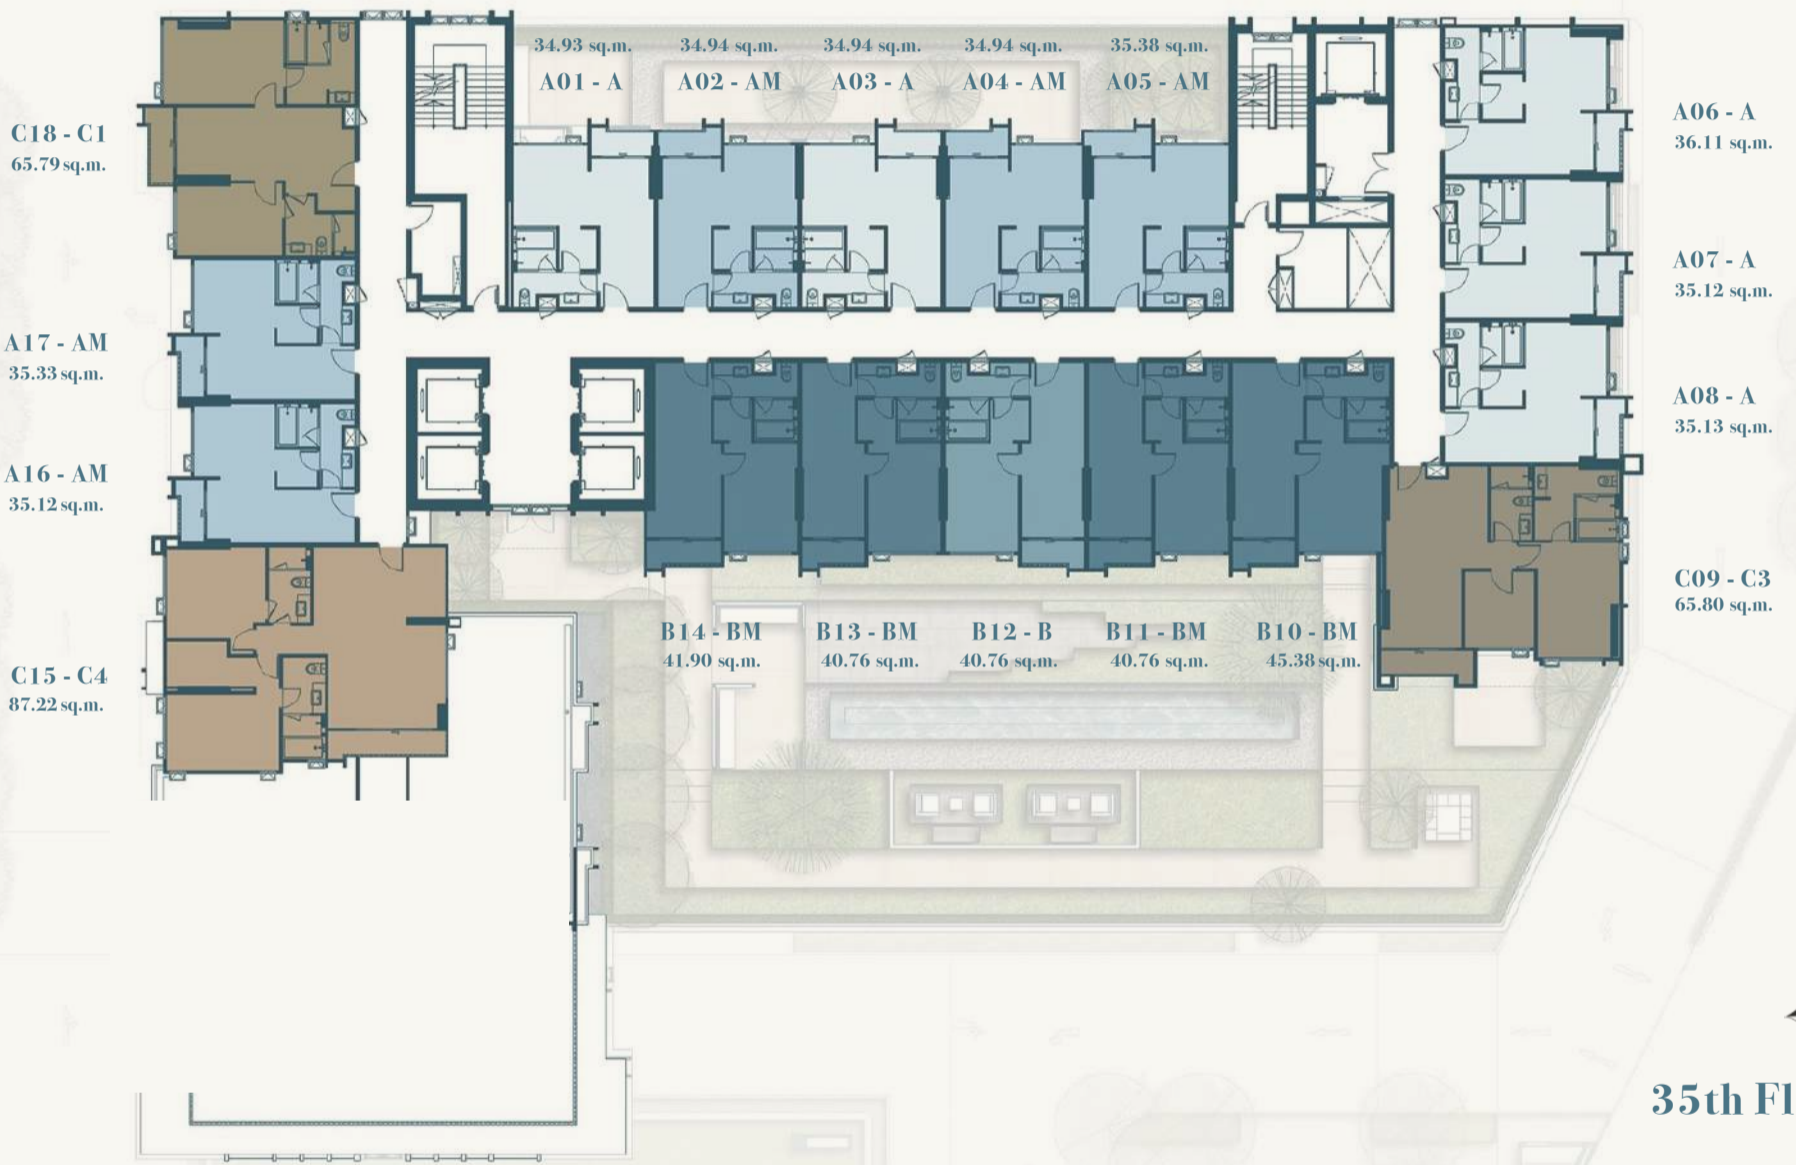 34.93 sq.m.
A01 - A
34.94 sq.m.
A02 - AM
34.94 sq.m.
A03 - A
34.94 sq.m.
A04 - AM
35.38 sq.m.
A05 - AM
A06 - A
36.11 sq.m.
A07 - A
35.12 sq.m.
A08 - A
35.13 sq.m.
C09 - C3
65.80 sq.m.
C18 - C1
65.79 sq.m.
A17 - AM
35.33 sq.m.
A16 - AM
35.12 sq.m.
C15 - C4
87.22 sq.m.
B14 - BM
41.90 sq.m.
B13 - BM
40.76 sq.m.
B12 - B
40.76 sq.m.
B11 - BM
40.76 sq.m.
B10 - BM
45.38 sq.m.
35th Fl